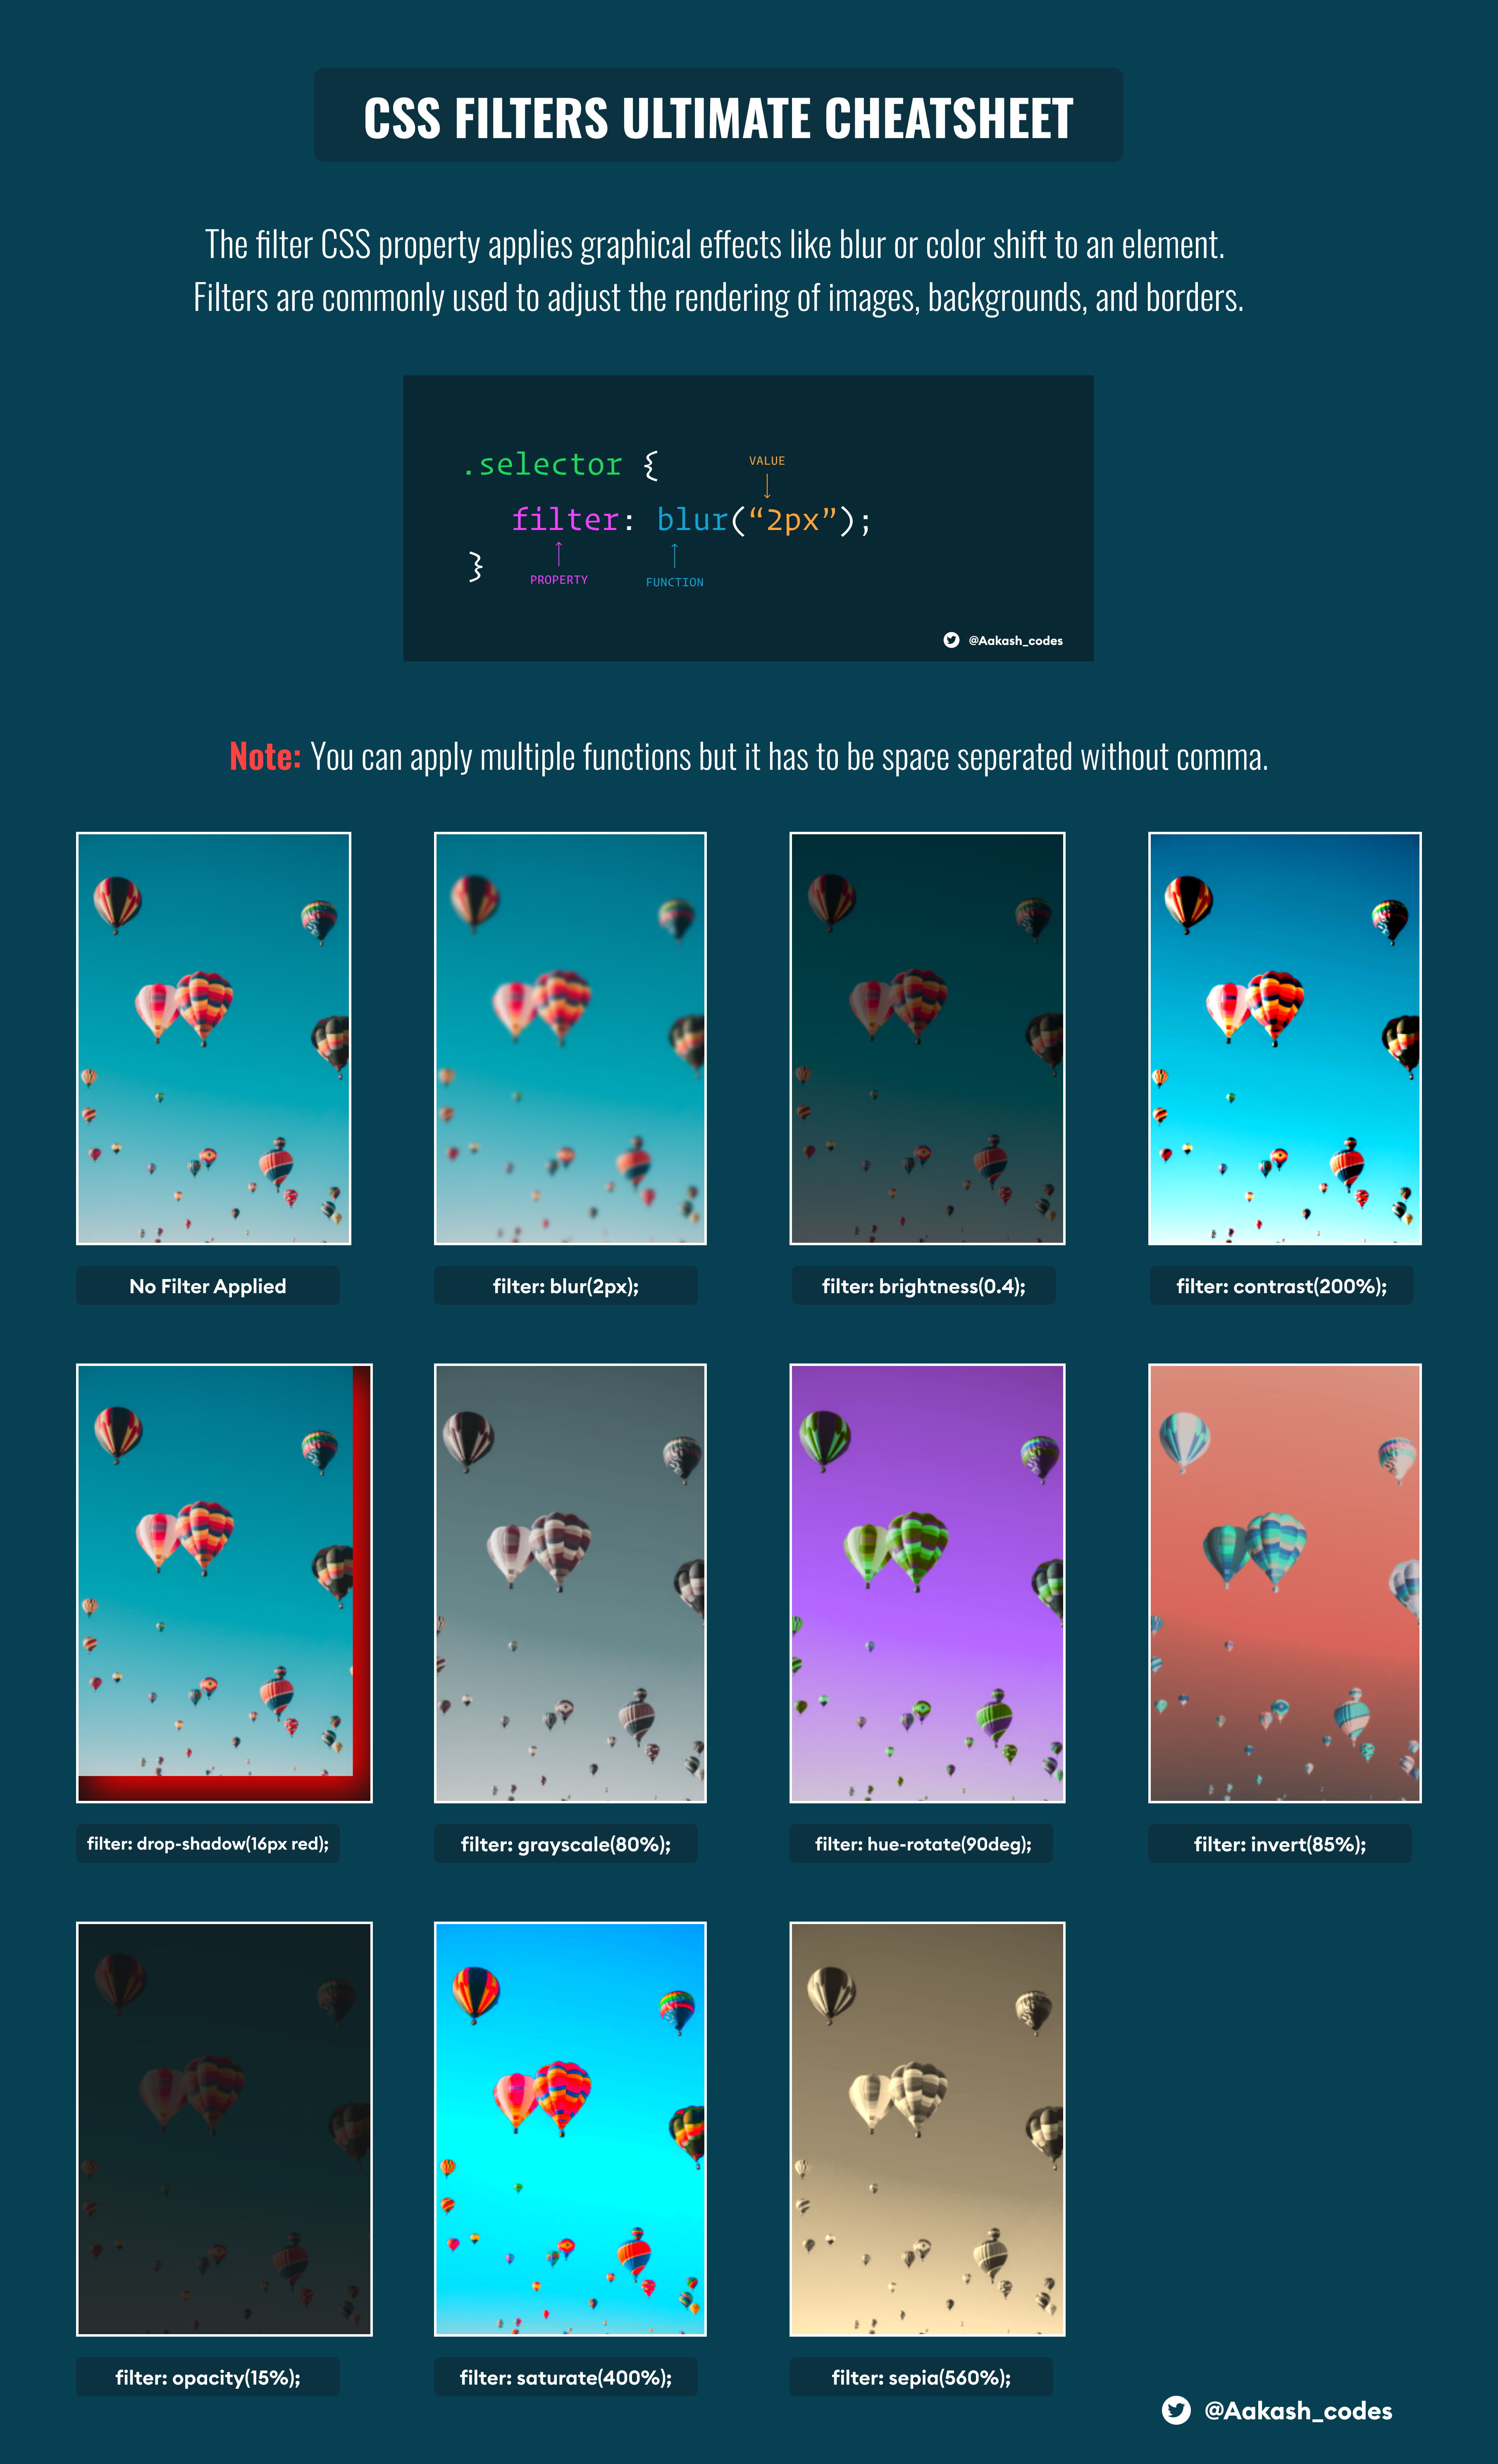 CSS FILTERS ULTIMATE CHEATSHEET
The filter CSS property applies graphical effects like blur or color shift to an element.
Filters are commonly used to adjust the rendering of images, backgrounds, and borders.
.selector {
VALUE
filter: blur(“2px”);
}
PROPERTY
FUNCTION
@Aakash_codes
Note: You can apply multiple functions but it has to be space seperated without comma.
No Filter Applied
filter: blur(2px);
filter: brightness(0.4);
filter: contrast(200%);
filter: drop-shadow(16px red);
filter: grayscale(80%);
filter: hue-rotate(90deg);
filter: invert(85%);
filter: opacity(15%);
filter: saturate(400%);
filter: sepia(560%);
@Aakash_codes